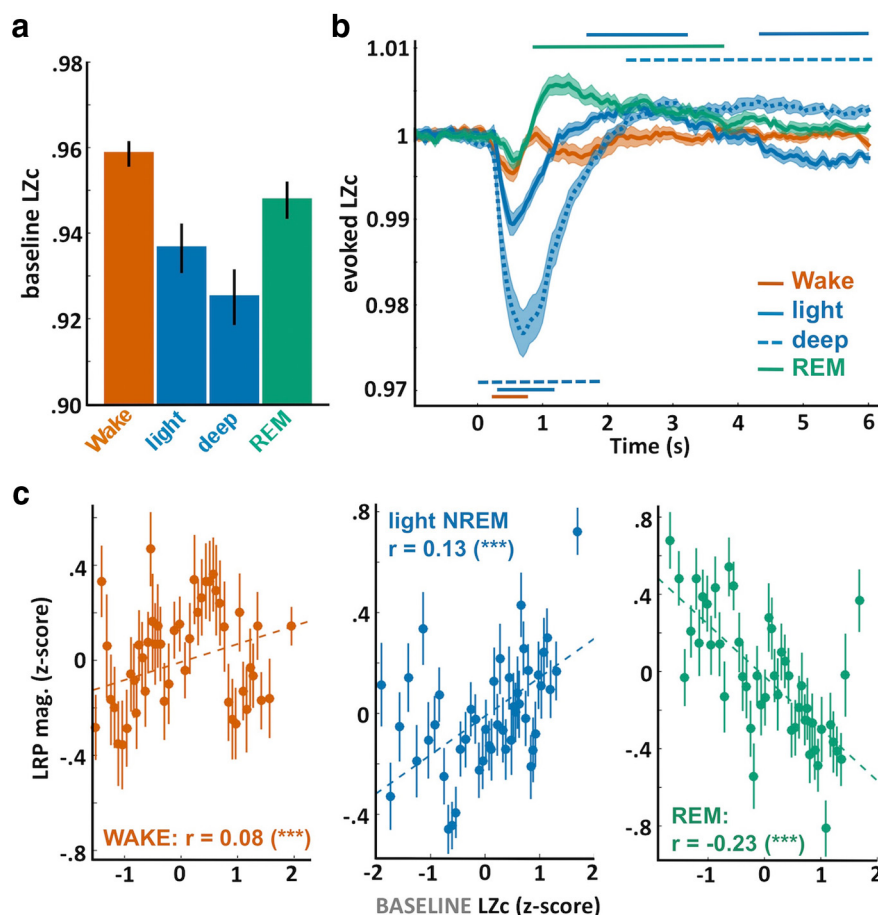 a
baseline LZc
.98
.96
.94
.92
.90
Wake
light
deep
REM
b
evoked LZc
1.01
1
0.99
0.98
0.97
Wake
light
deep
REM
0 1 2 3 4 5 6
Time (s)
c
LRP mag. (z-score)
.4
0
-.4
-.8
WAKE: r = 0.08 (***)
-1 0 1 2
light NREM
r = 0.13 (***)
.8
.4
0
-.4
-2 -1 0 1 2
.8
.4
0
-.4
-.8
REM:
r = -0.23 (***)
-1 0 1 2
BASELINE LZc (z-score)